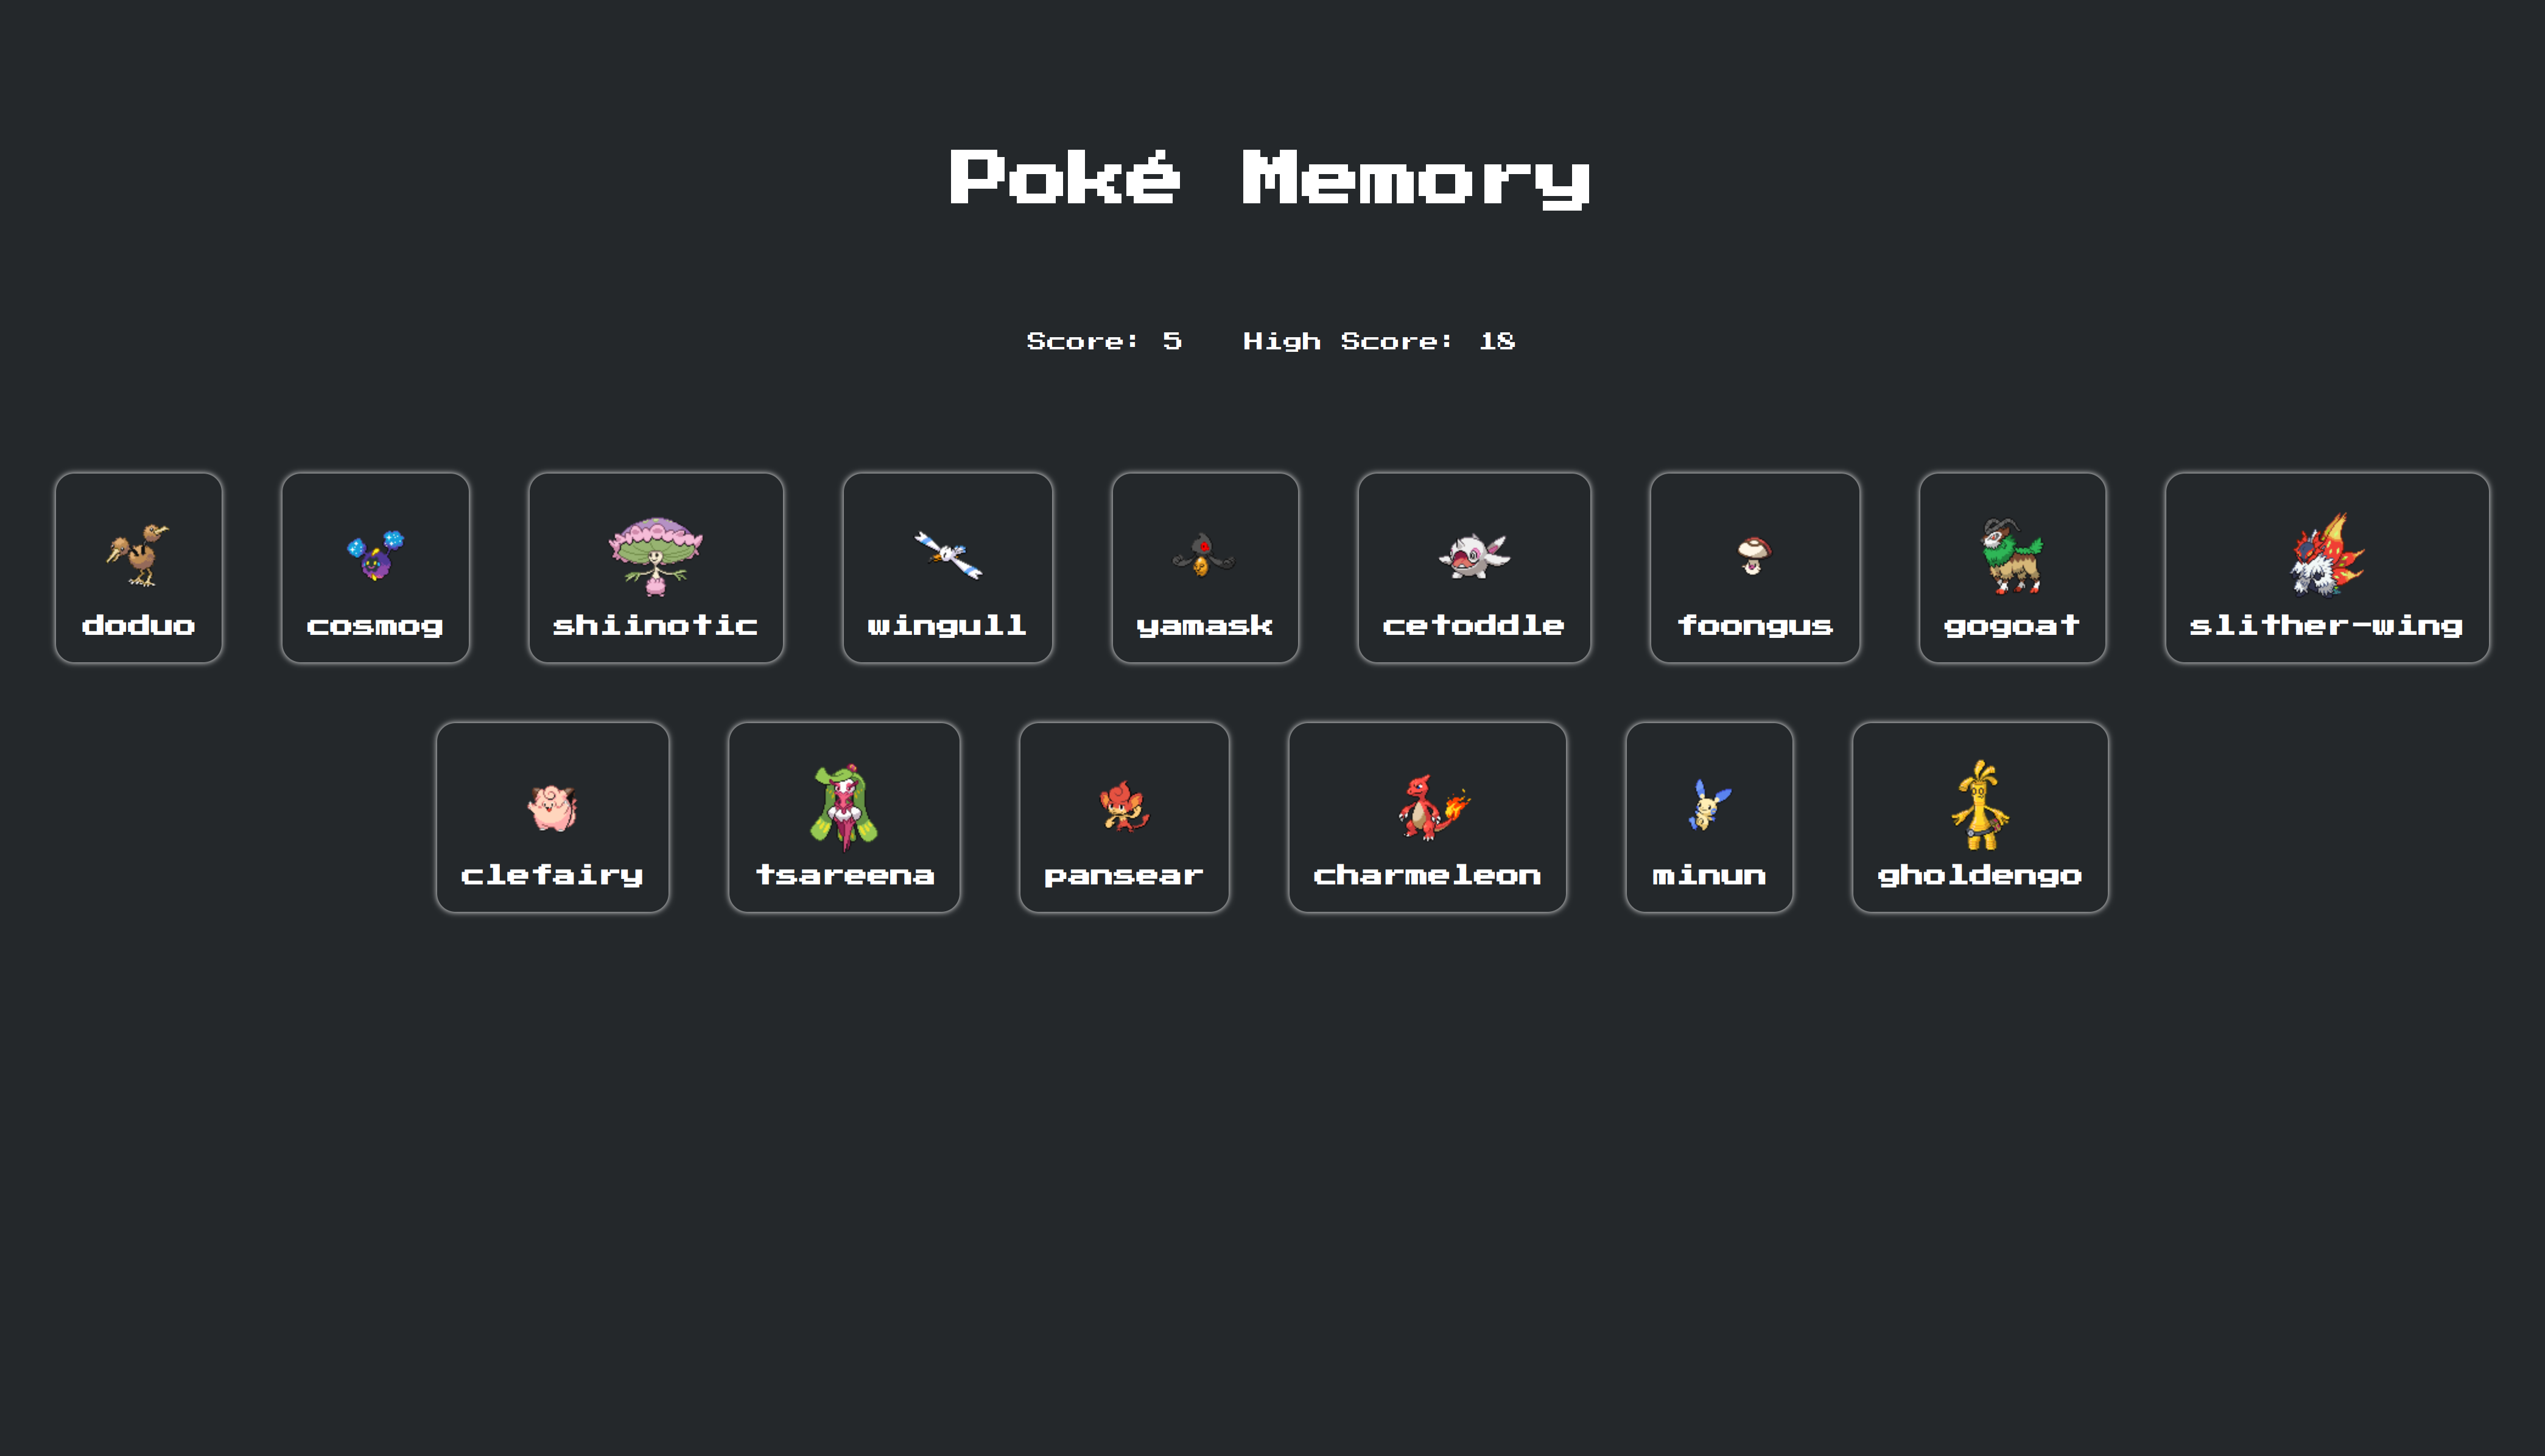 Poké Memory
Score: 5 High Score: 18
doduo cosmog shiinotic wingull yamask cetoddle foongus gogoat slither-wing
clefairy tsareena pansear charmeleon minun gholdengo